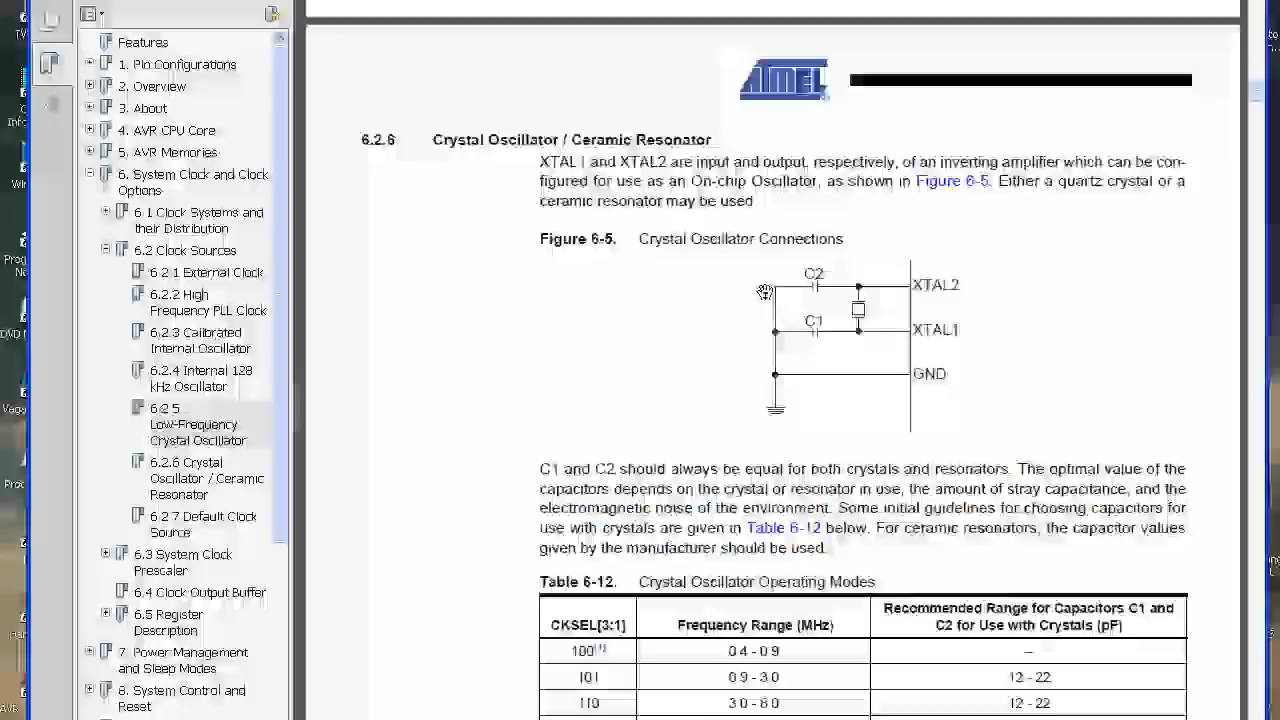 Features
1. Pin Configurations
2. Overview
3. About
4. AVR CPU Core
5. AVR Memories
6. System Clock and Clock
Options
6.1 Clock Systems and
their Distribution
6.2 Clock Sources
6.2.1 External Clock
6.2.2 High
Frequency PLL Clock
6.2.3 Calibrated
Internal Oscillator
6.2.4 Internal 128
kHz Oscillator
6.2.5
Low-Frequency
Crystal Oscillator
6.2.6 Crystal
Oscillator / Ceramic
Resonator
6.2.7 Default Clock
Source
6.3 System Clock
Prescaler
6.4 Clock Output Buffer
6.5 Register
Description
7. Power Management
and Sleep Modes
8. System Control and
Reset
ATMEL
6.2.6 Crystal Oscillator / Ceramic Resonator
XTAL1 and XTAL2 are input and output, respectively, of an inverting amplifier which can be con-
figured for use as an On-chip Oscillator, as shown in Figure 6-5. Either a quartz crystal or a
ceramic resonator may be used
Figure 6-5. Crystal Oscillator Connections
C2
XTAL2
C1
XTAL1
GND
C1 and C2 should always be equal for both crystals and resonators. The optimal value of the
capacitors depends on the crystal or resonator in use, the amount of stray capacitance, and the
electromagnetic noise of the environment. Some initial guidelines for choosing capacitors for
use with crystals are given in Table 6-12 below. For ceramic resonators, the capacitor values
given by the manufacturer should be used.
Table 6-12. Crystal Oscillator Operating Modes
CKSEL[3:1] Frequency Range (MHz) Recommended Range for Capacitors C1 and
C2 for Use with Crystals (pF)
100(1) 0.4 - 0.9 –
101 0.9 - 3.0 12 - 22
110 3.0 - 8.0 12 - 22